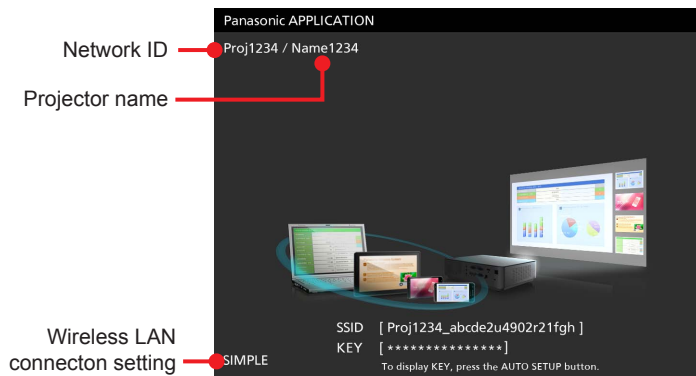 Panasonic APPLICATION
Network ID
Proj1234 / Name1234
Projector name
SSID [ Proj1234_abcde2u4902r21fgh ]
Wireless LAN
connecton setting
KEY [ *************** ]
SIMPLE
To display KEY, press the AUTO SETUP button.